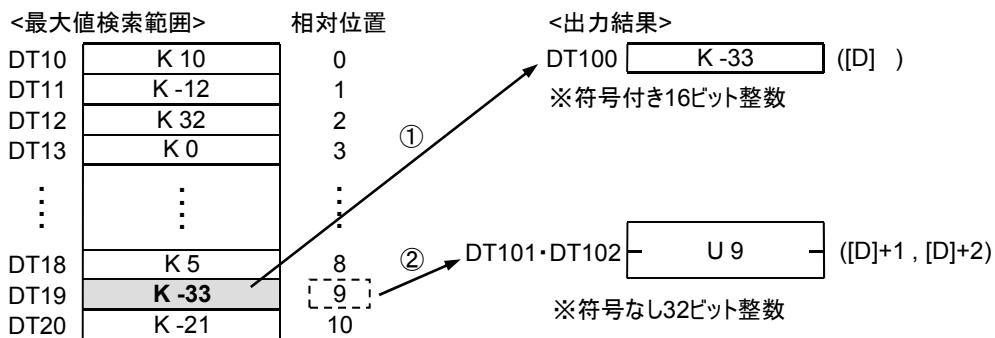 <最大値検索範囲> 相対位置 <出力結果>
DT10 K 10 0 DT100 K -33 ([D] )
DT11 K -12 1 ※符号付き16ビット整数
DT12 K 32 2
DT13 K 0 3
①
DT18 K 5 8 ② DT101・DT102 U 9 ([D]+1 , [D]+2)
DT19 K -33 9 ※符号なし32ビット整数
DT20 K -21 10